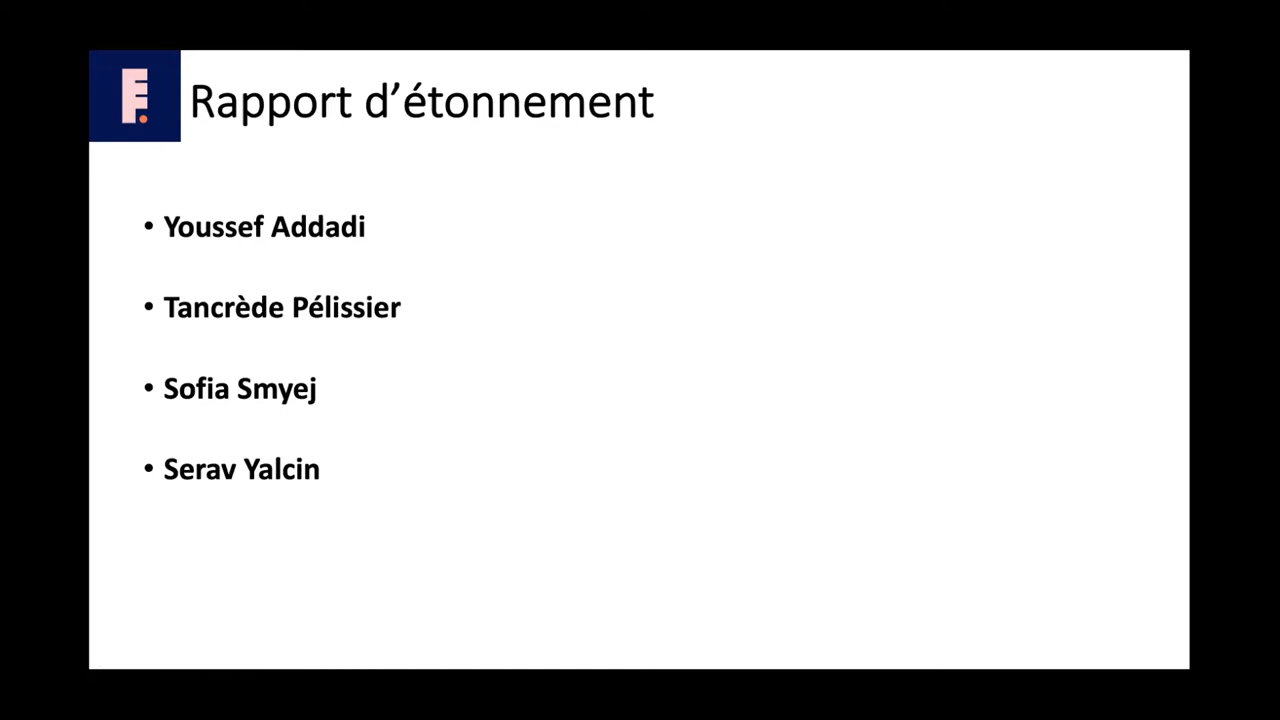 Rapport d’étonnement
• Youssef Addadi
• Tancrède Pélissier
• Sofia Smyej
• Serav Yalcin